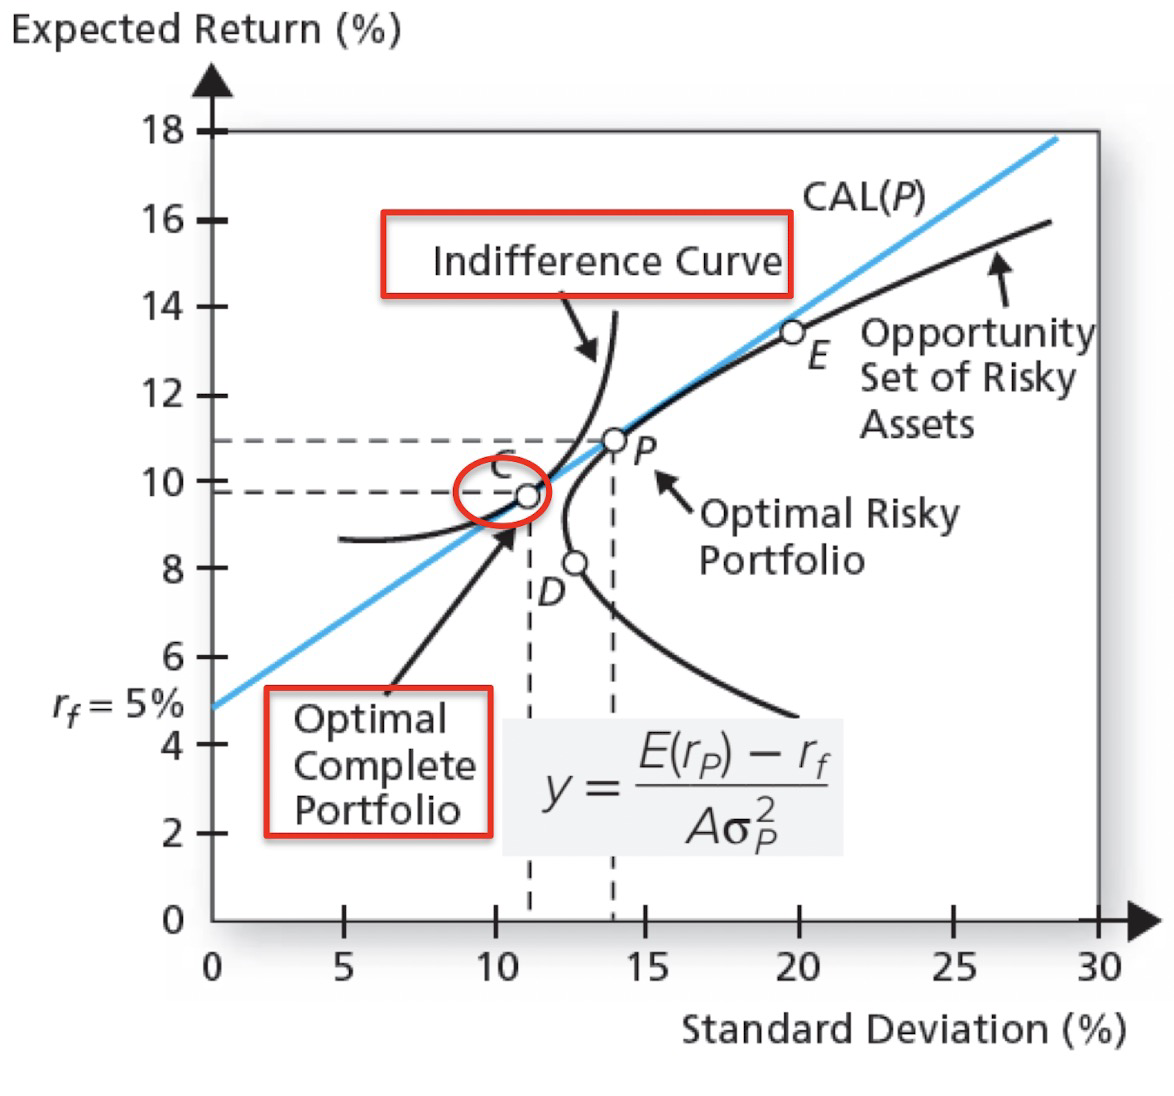 Expected Return (%)
18
16
14
12
10
8
6
r_f = 5%
4
2
0
CAL(P)
Indifference Curve
E
Opportunity
Set of Risky
Assets
P
C
Optimal Risky
Portfolio
D
Optimal
Complete
Portfolio
y = (E(r_P) − r_f) / (Aσ_P^2)
0 5 10 15 20 25 30
Standard Deviation (%)